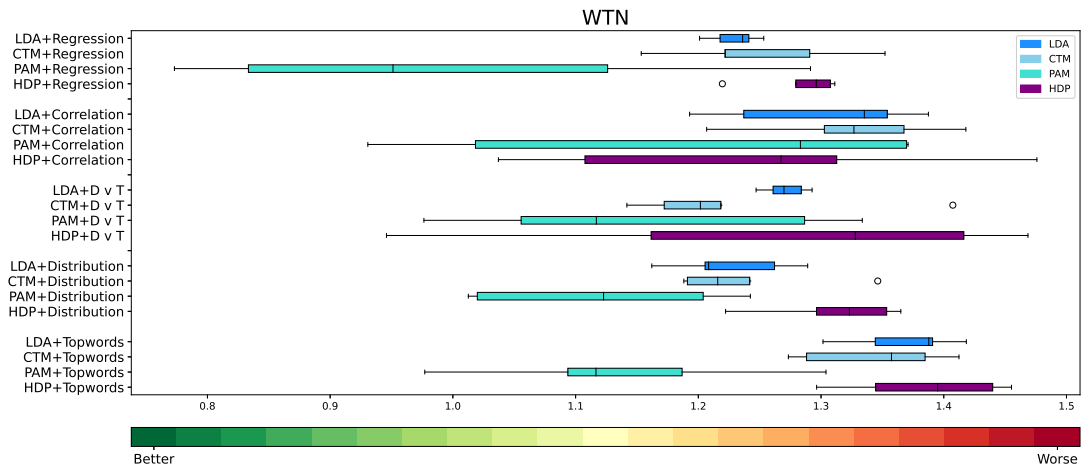 WTN
LDA+Regression
CTM+Regression
PAM+Regression
HDP+Regression
LDA+Correlation
CTM+Correlation
PAM+Correlation
HDP+Correlation
LDA+D v T
CTM+D v T
PAM+D v T
HDP+D v T
LDA+Distribution
CTM+Distribution
PAM+Distribution
HDP+Distribution
LDA+Topwords
CTM+Topwords
PAM+Topwords
HDP+Topwords
LDA
CTM
PAM
HDP
0.8 0.9 1.0 1.1 1.2 1.3 1.4 1.5
Better Worse